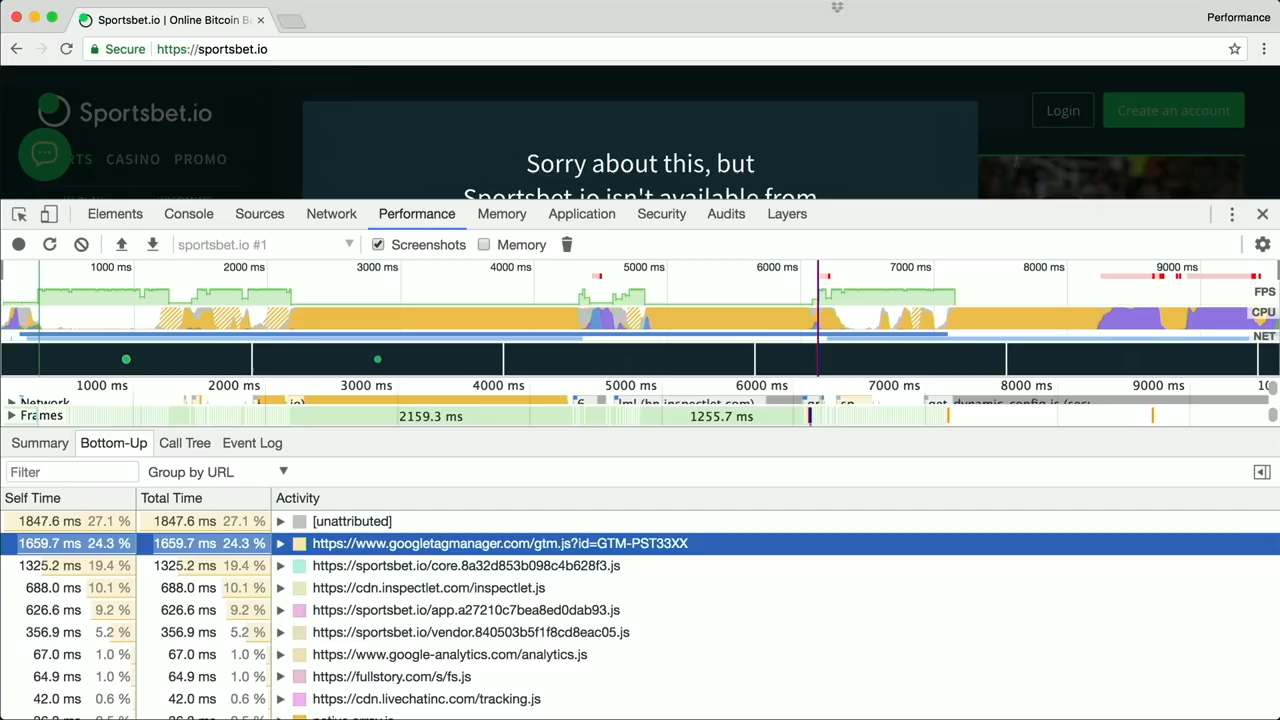 Sportsbet.io | Online Bitcoin B
Performance
Secure https://sportsbet.io
Sportsbet.io
Login Create an account
RTS CASINO PROMO
Sorry about this, but
Sportsbet.io isn't available from
Elements Console Sources Network Performance Memory Application Security Audits Layers
sportsbet.io #1 Screenshots Memory
1000 ms 2000 ms 3000 ms 4000 ms 5000 ms 6000 ms 7000 ms 8000 ms 9000 ms
FPS
CPU
NET
1000 ms 2000 ms 3000 ms 4000 ms 5000 ms 6000 ms 7000 ms 8000 ms 9000 ms 10
Network
Frames 2159.3 ms 1255.7 ms
Summary Bottom-Up Call Tree Event Log
Filter Group by URL
Self Time Total Time Activity
1847.6 ms 27.1 % 1847.6 ms 27.1 % [unattributed]
1659.7 ms 24.3 % 1659.7 ms 24.3 % https://www.googletagmanager.com/gtm.js?id=GTM-PST33XX
1325.2 ms 19.4 % 1325.2 ms 19.4 % https://sportsbet.io/core.8a32d853b098c4b628f3.js
688.0 ms 10.1 % 688.0 ms 10.1 % https://cdn.inspectlet.com/inspectlet.js
626.6 ms 9.2 % 626.6 ms 9.2 % https://sportsbet.io/app.a27210c7bea8ed0dab93.js
356.9 ms 5.2 % 356.9 ms 5.2 % https://sportsbet.io/vendor.840503b5f1f8cd8eac05.js
67.0 ms 1.0 % 67.0 ms 1.0 % https://www.google-analytics.com/analytics.js
64.9 ms 1.0 % 64.9 ms 1.0 % https://fullstory.com/s/fs.js
42.0 ms 0.6 % 42.0 ms 0.6 % https://cdn.livechatinc.com/tracking.js